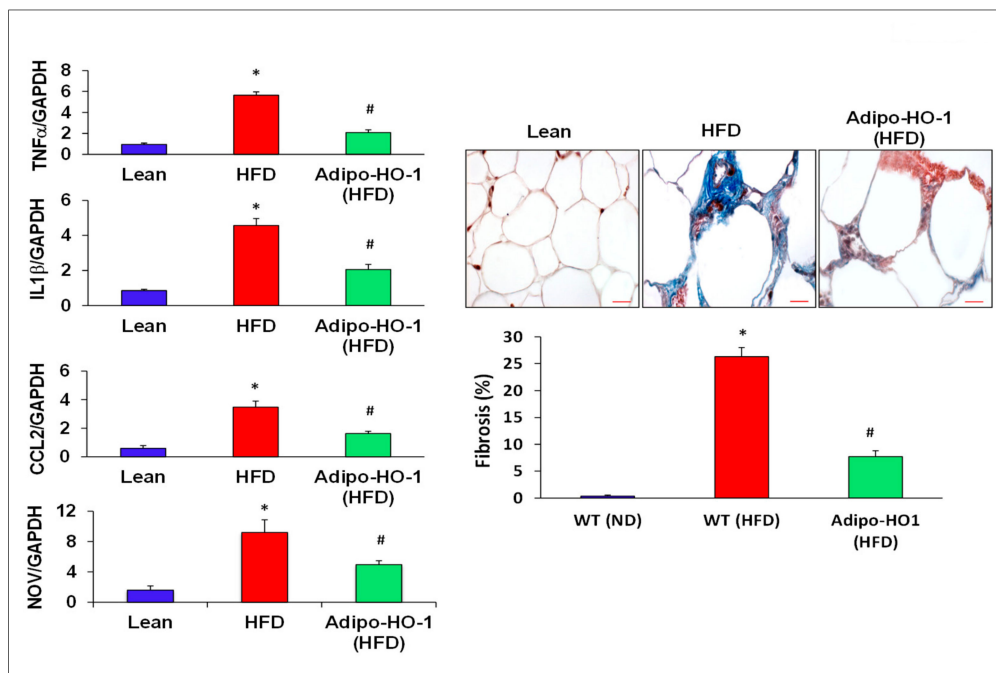 TNFα/GAPDH
8
6
4
2
0
*
#
Lean
HFD
Adipo-HO-1
(HFD)
IL1β/GAPDH
6
4
2
0
*
#
Lean
HFD
Adipo-HO-1
(HFD)
CCL2/GAPDH
6
4
2
0
*
#
Lean
HFD
Adipo-HO-1
(HFD)
NOV/GAPDH
12
8
4
0
*
#
Lean
HFD
Adipo-HO-1
(HFD)
Lean
HFD
Adipo-HO-1
(HFD)
Fibrosis (%)
30
25
20
15
10
5
0
*
#
WT (ND)
WT (HFD)
Adipo-HO1
(HFD)